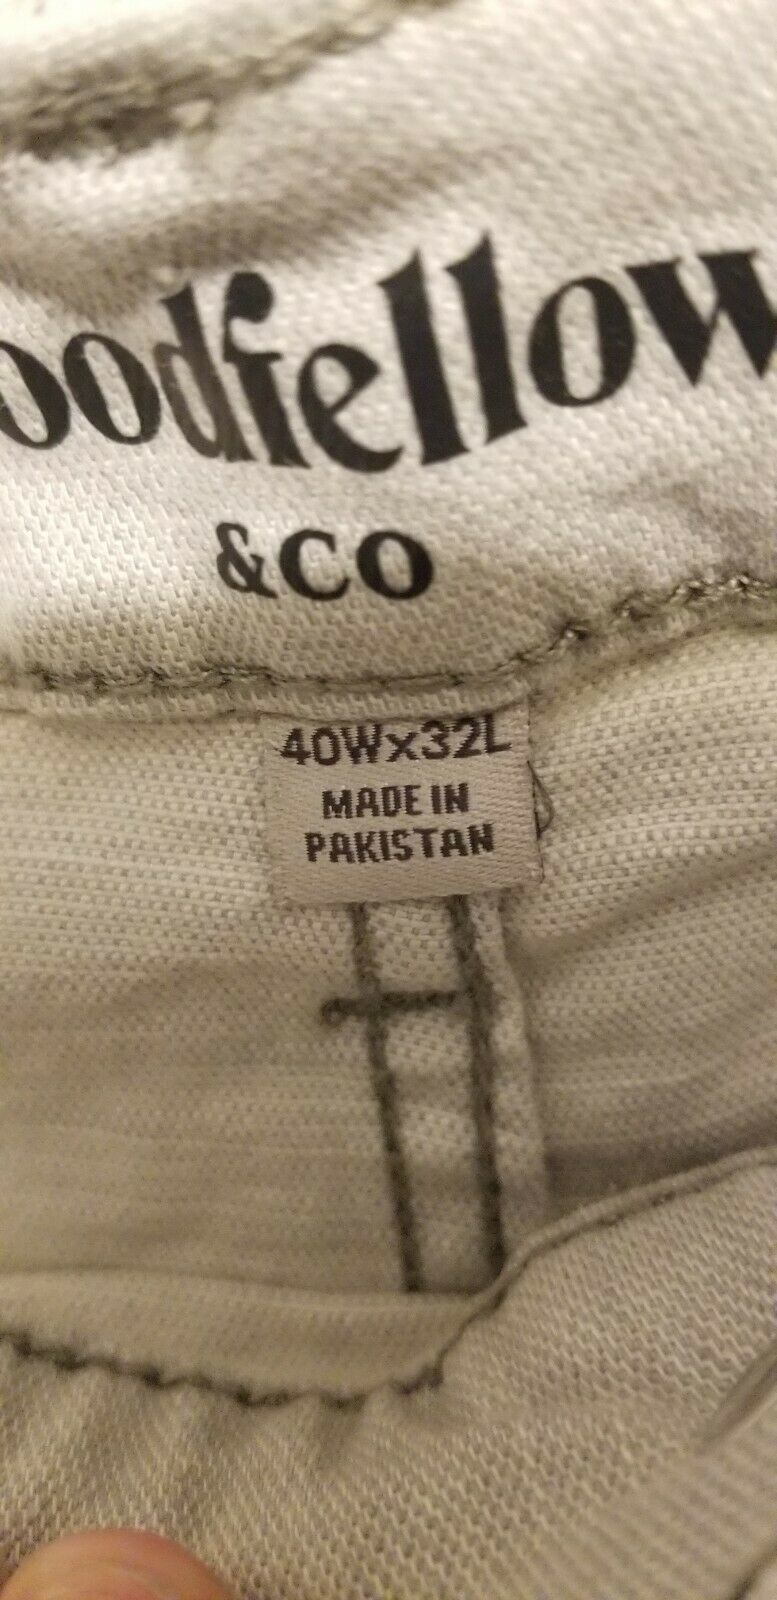 oodfellow
&CO
40Wx32L
MADE IN
PAKISTAN